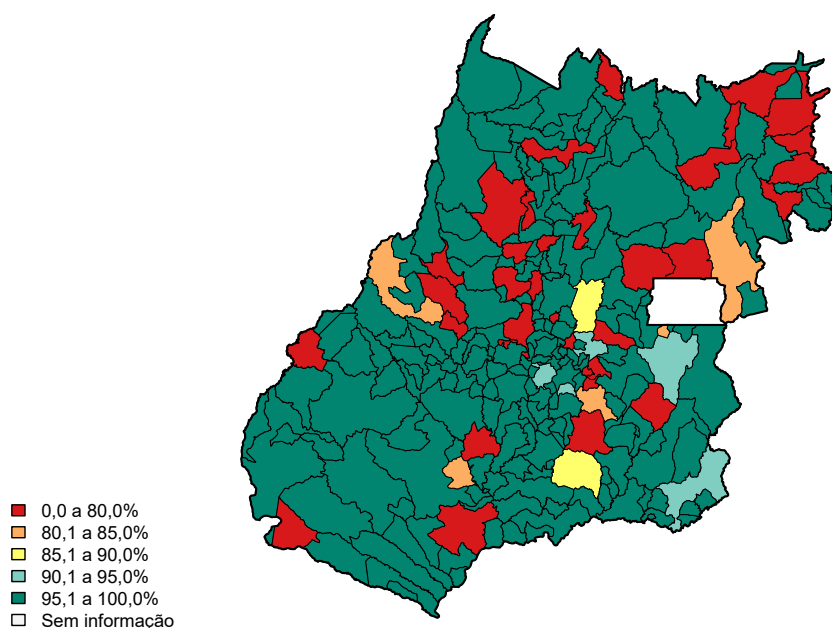 0,0 a 80,0%
80,1 a 85,0%
85,1 a 90,0%
90,1 a 95,0%
95,1 a 100,0%
Sem informação